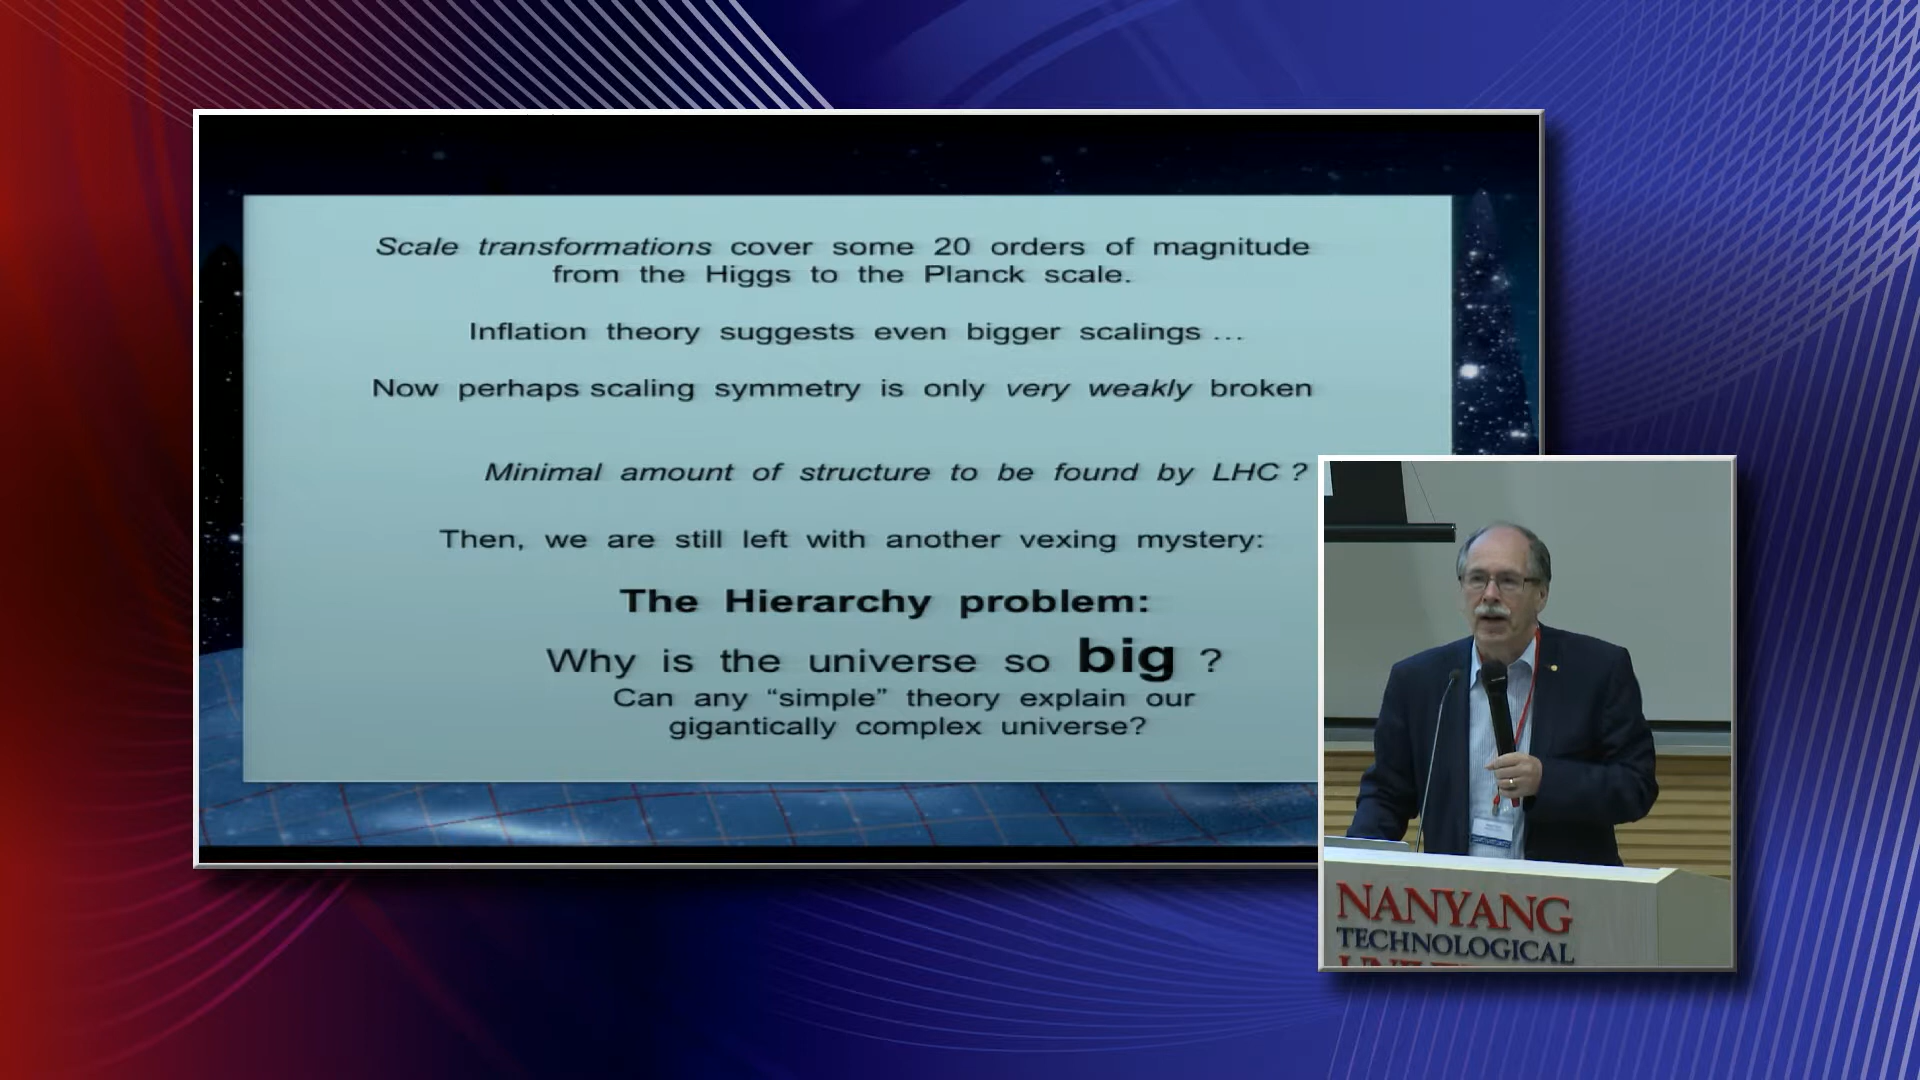 Scale transformations cover some 20 orders of magnitude
from the Higgs to the Planck scale.
Inflation theory suggests even bigger scalings ...
Now perhaps scaling symmetry is only very weakly broken
Minimal amount of structure to be found by LHC ?
Then, we are still left with another vexing mystery:
The Hierarchy problem:
Why is the universe so big ?
Can any “simple” theory explain our
gigantically complex universe?
NANYANG
TECHNOLOGICAL